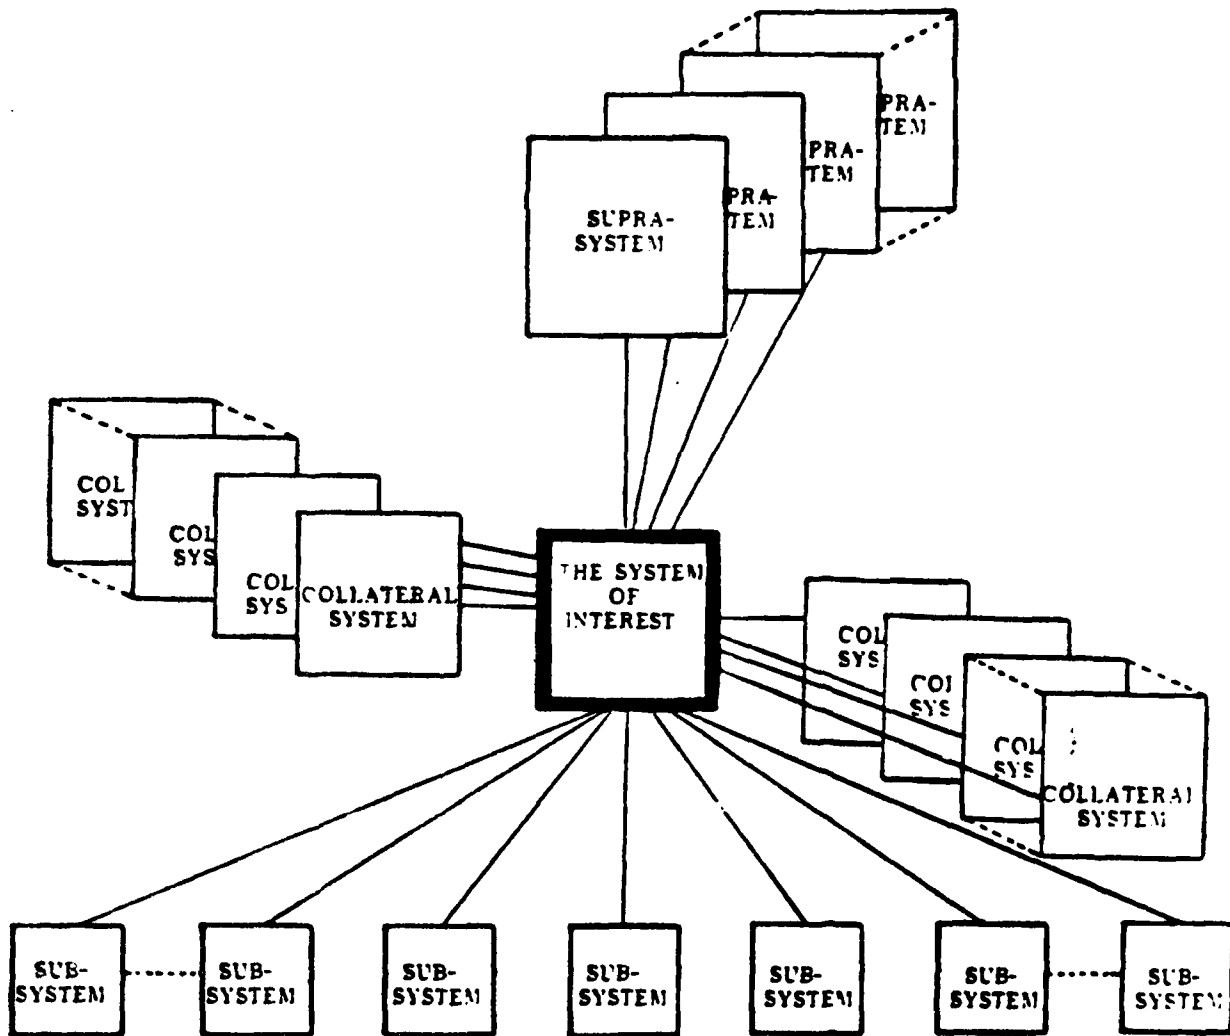 PRA-
TEM
PRA-
TEM
PRA-
TEM
SUPRA-
SYSTEM
COL
SYST
COL
SYS
COL
SYS
COLLATERAL
SYSTEM
THE SYSTEM
OF
INTEREST
COL
SYS
COL
SYS
COL
SYS
COLLATERAL
SYSTEM
SUB-
SYSTEM
SUB-
SYSTEM
SUB-
SYSTEM
SUB-
SYSTEM
SUB-
SYSTEM
SUB-
SYSTEM
SUB-
SYSTEM